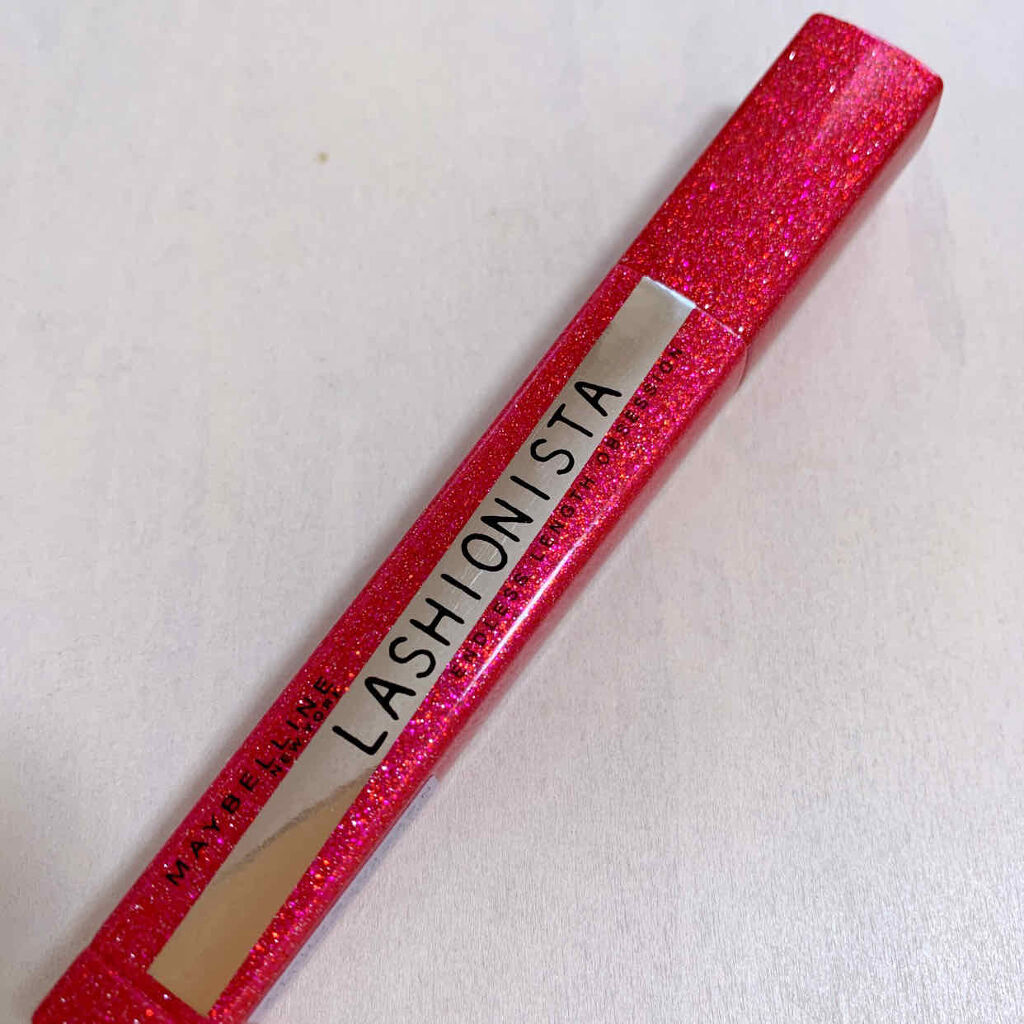 MAYBELLINE
NEW YORK
LASHIONISTA
ENDLESS LENGTH OBSESSION